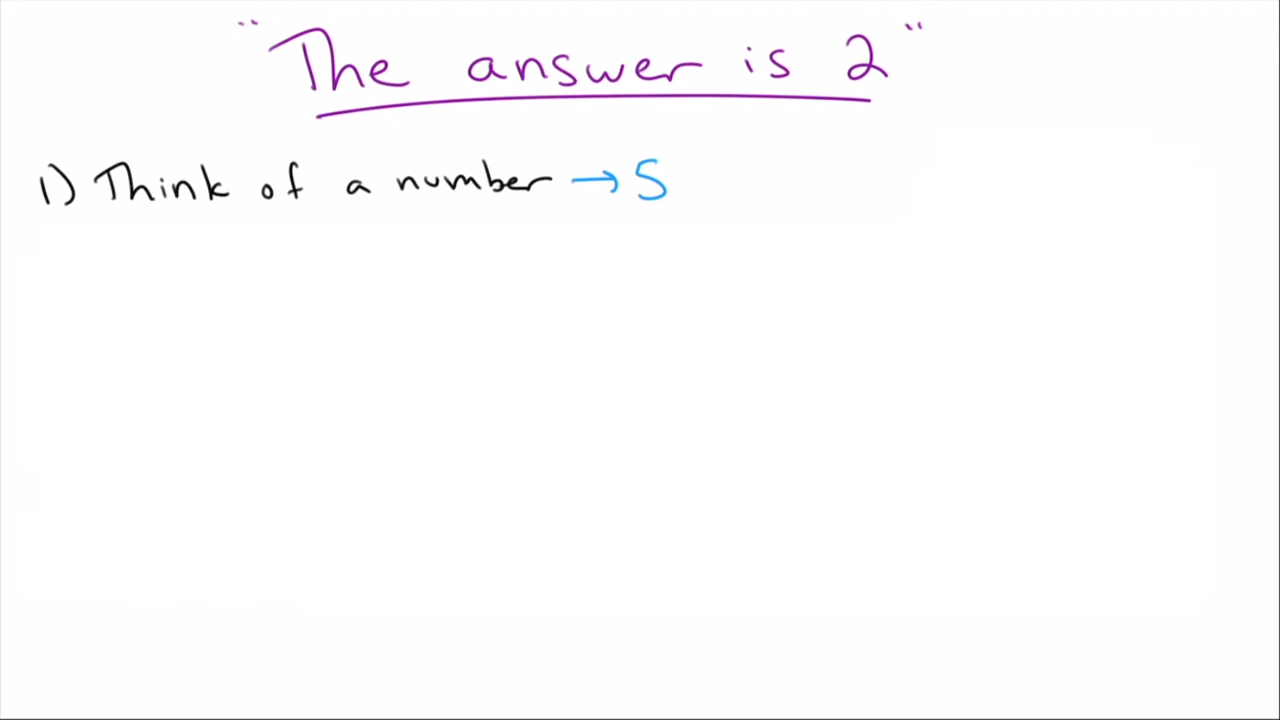 "The answer is 2"
1) Think of a number → 5